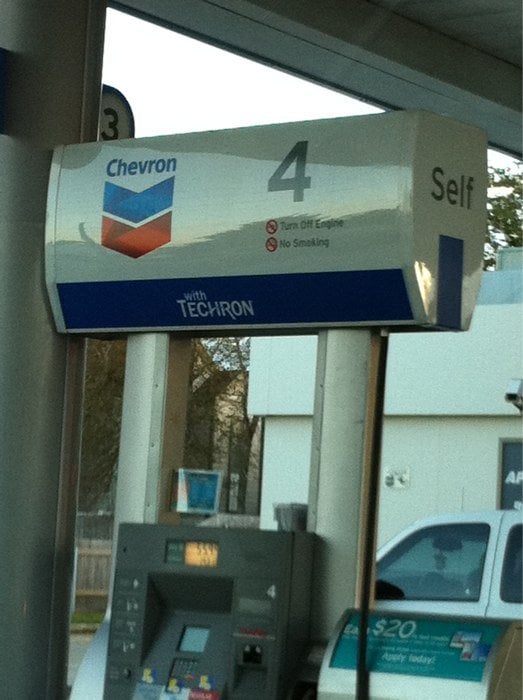 3
Chevron
4
Self
Turn Off Engine
No Smoking
with
TECHRON
4
$20
Apply today!